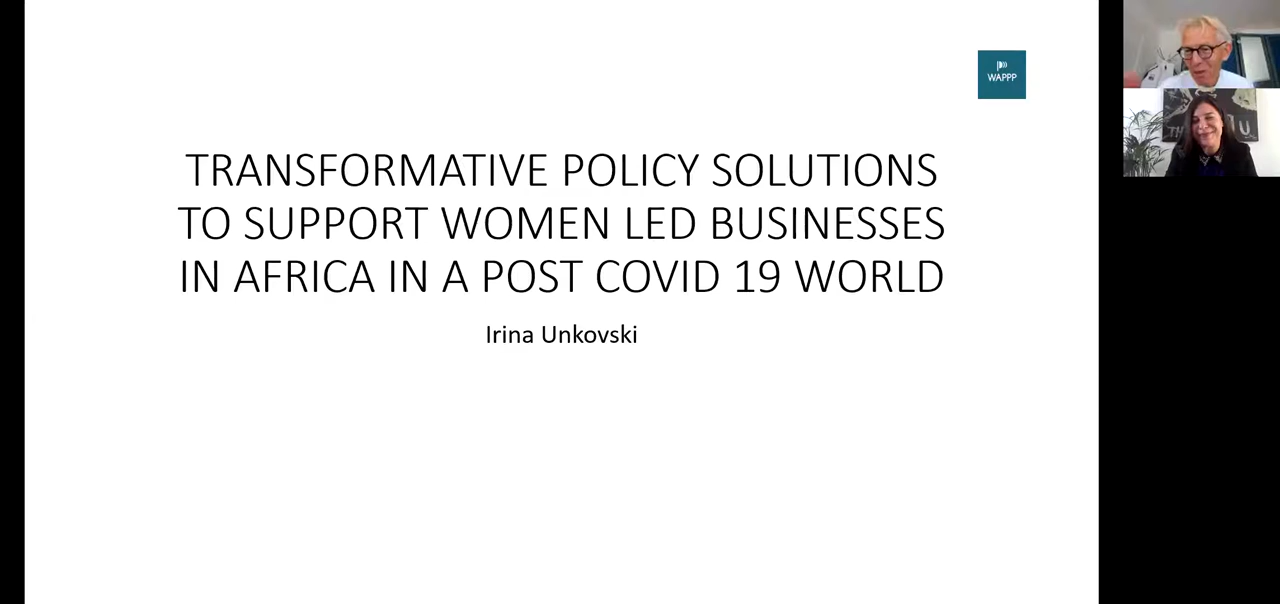 WAPPP
TRANSFORMATIVE POLICY SOLUTIONS
TO SUPPORT WOMEN LED BUSINESSES
IN AFRICA IN A POST COVID 19 WORLD
Irina Unkovski